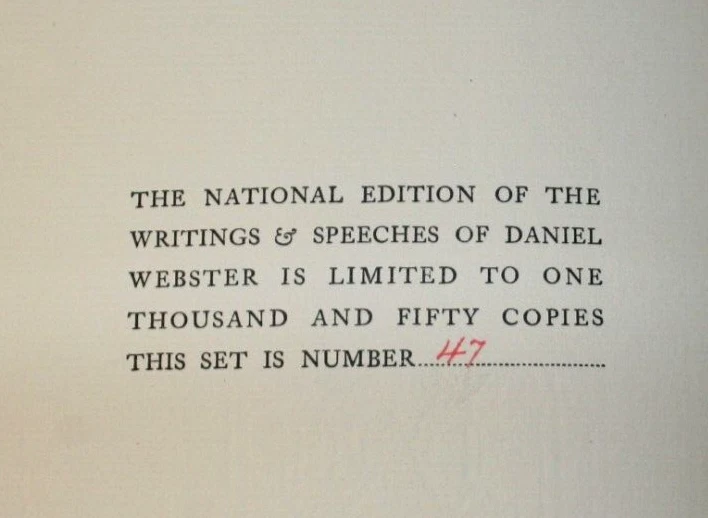 THE NATIONAL EDITION OF THE
WRITINGS & SPEECHES OF DANIEL
WEBSTER IS LIMITED TO ONE
THOUSAND AND FIFTY COPIES
THIS SET IS NUMBER 47